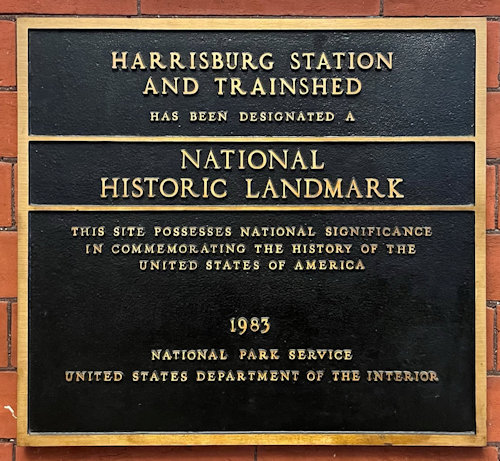 HARRISBURG STATION
AND TRAINSHED
HAS BEEN DESIGNATED A
NATIONAL
HISTORIC LANDMARK
THIS SITE POSSESSES NATIONAL SIGNIFICANCE
IN COMMEMORATING THE HISTORY OF THE
UNITED STATES OF AMERICA
1983
NATIONAL PARK SERVICE
UNITED STATES DEPARTMENT OF THE INTERIOR